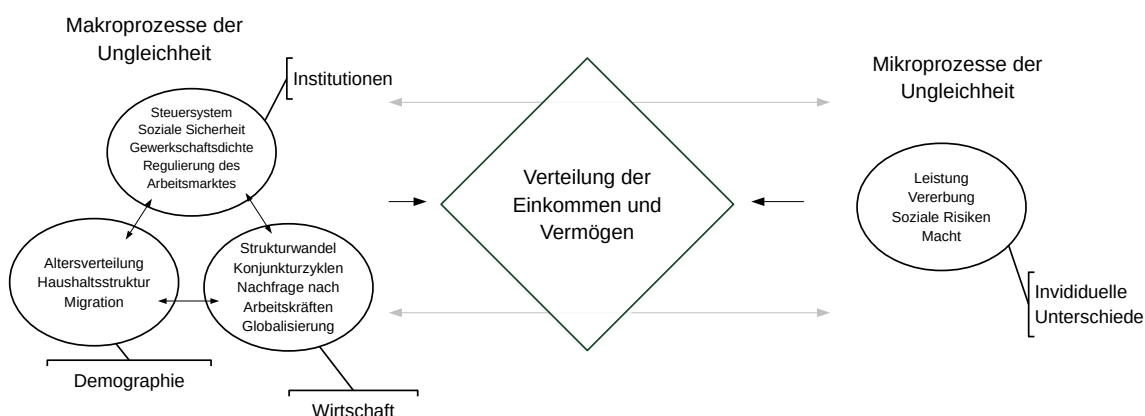 Makroprozesse der
Ungleichheit
Institutionen
Steuersystem
Soziale Sicherheit
Gewerkschaftsdichte
Regulierung des
Arbeitsmarktes
Altersverteilung
Haushaltsstruktur
Migration
Strukturwandel
Konjunkturzyklen
Nachfrage nach
Arbeitskräften
Globalisierung
Demographie
Wirtschaft
Verteilung der
Einkommen und
Vermögen
Mikroprozesse der
Ungleichheit
Leistung
Vererbung
Soziale Risiken
Macht
Invididuelle
Unterschiede